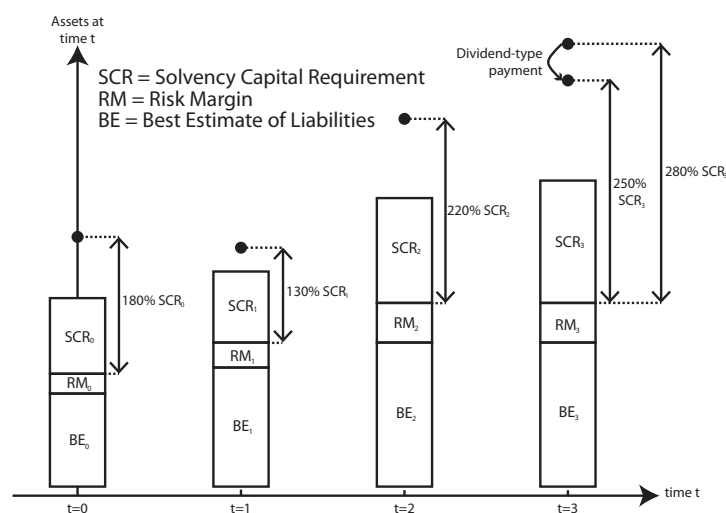 Assets at
time t
SCR = Solvency Capital Requirement
RM = Risk Margin
BE = Best Estimate of Liabilities
Dividend-type
payment
280% SCR₃
250%
SCR₃
220% SCR₂
180% SCR₀
130% SCR₁
SCR₀
RM₀
BE₀
SCR₁
RM₁
BE₁
SCR₂
RM₂
BE₂
SCR₃
RM₃
BE₃
t=0
t=1
t=2
t=3
time t